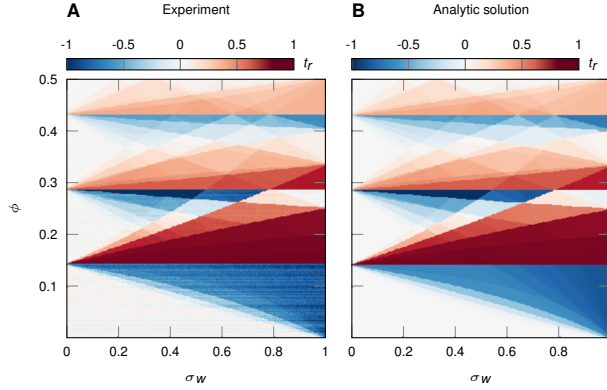 A Experiment B Analytic solution
-1 -0.5 0 0.5 1 t_r -1 -0.5 0 0.5 1 t_r
0.5
0.4
0.3
ϕ
0.2
0.1
0 0.2 0.4 0.6 0.8 1 0 0.2 0.4 0.6 0.8 1
σ_w σ_w